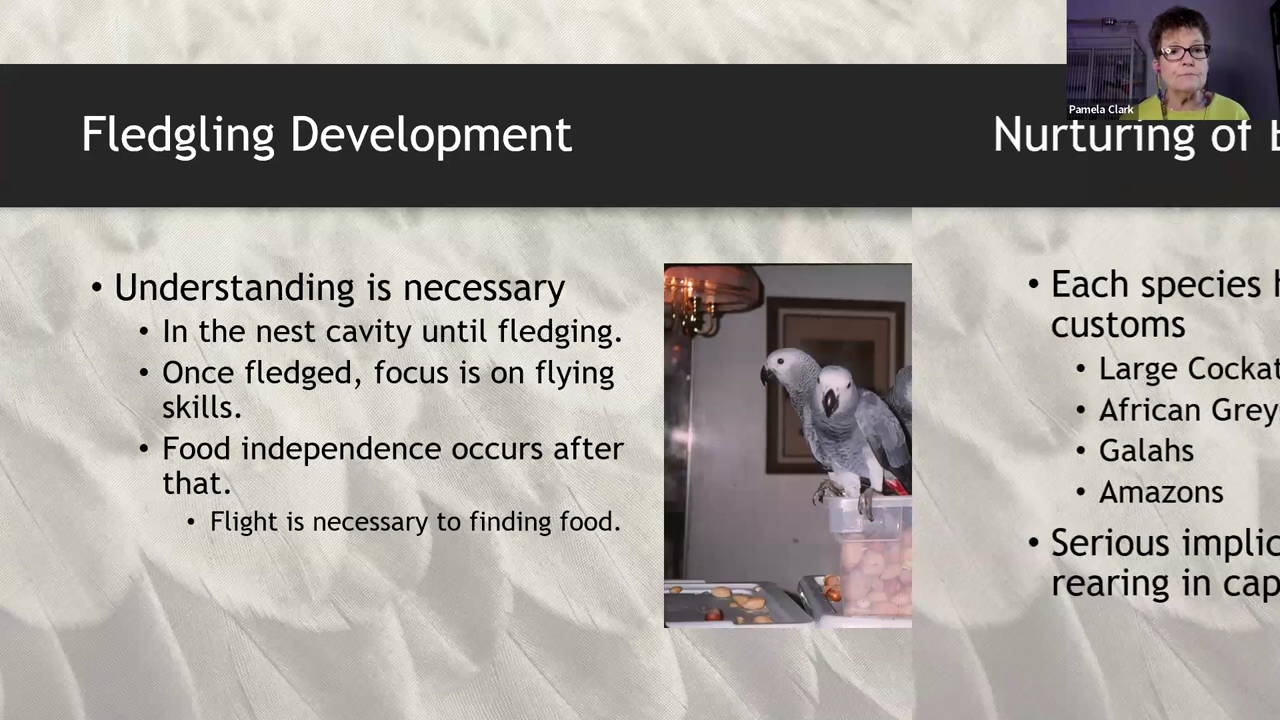 Pamela Clark
Fledgling Development
• Understanding is necessary
• In the nest cavity until fledging.
• Once fledged, focus is on flying
skills.
• Food independence occurs after
that.
• Flight is necessary to finding food.
Nurturing of
• Each species
customs
• Large Cockat
• African Grey
• Galahs
• Amazons
• Serious implic
rearing in cap